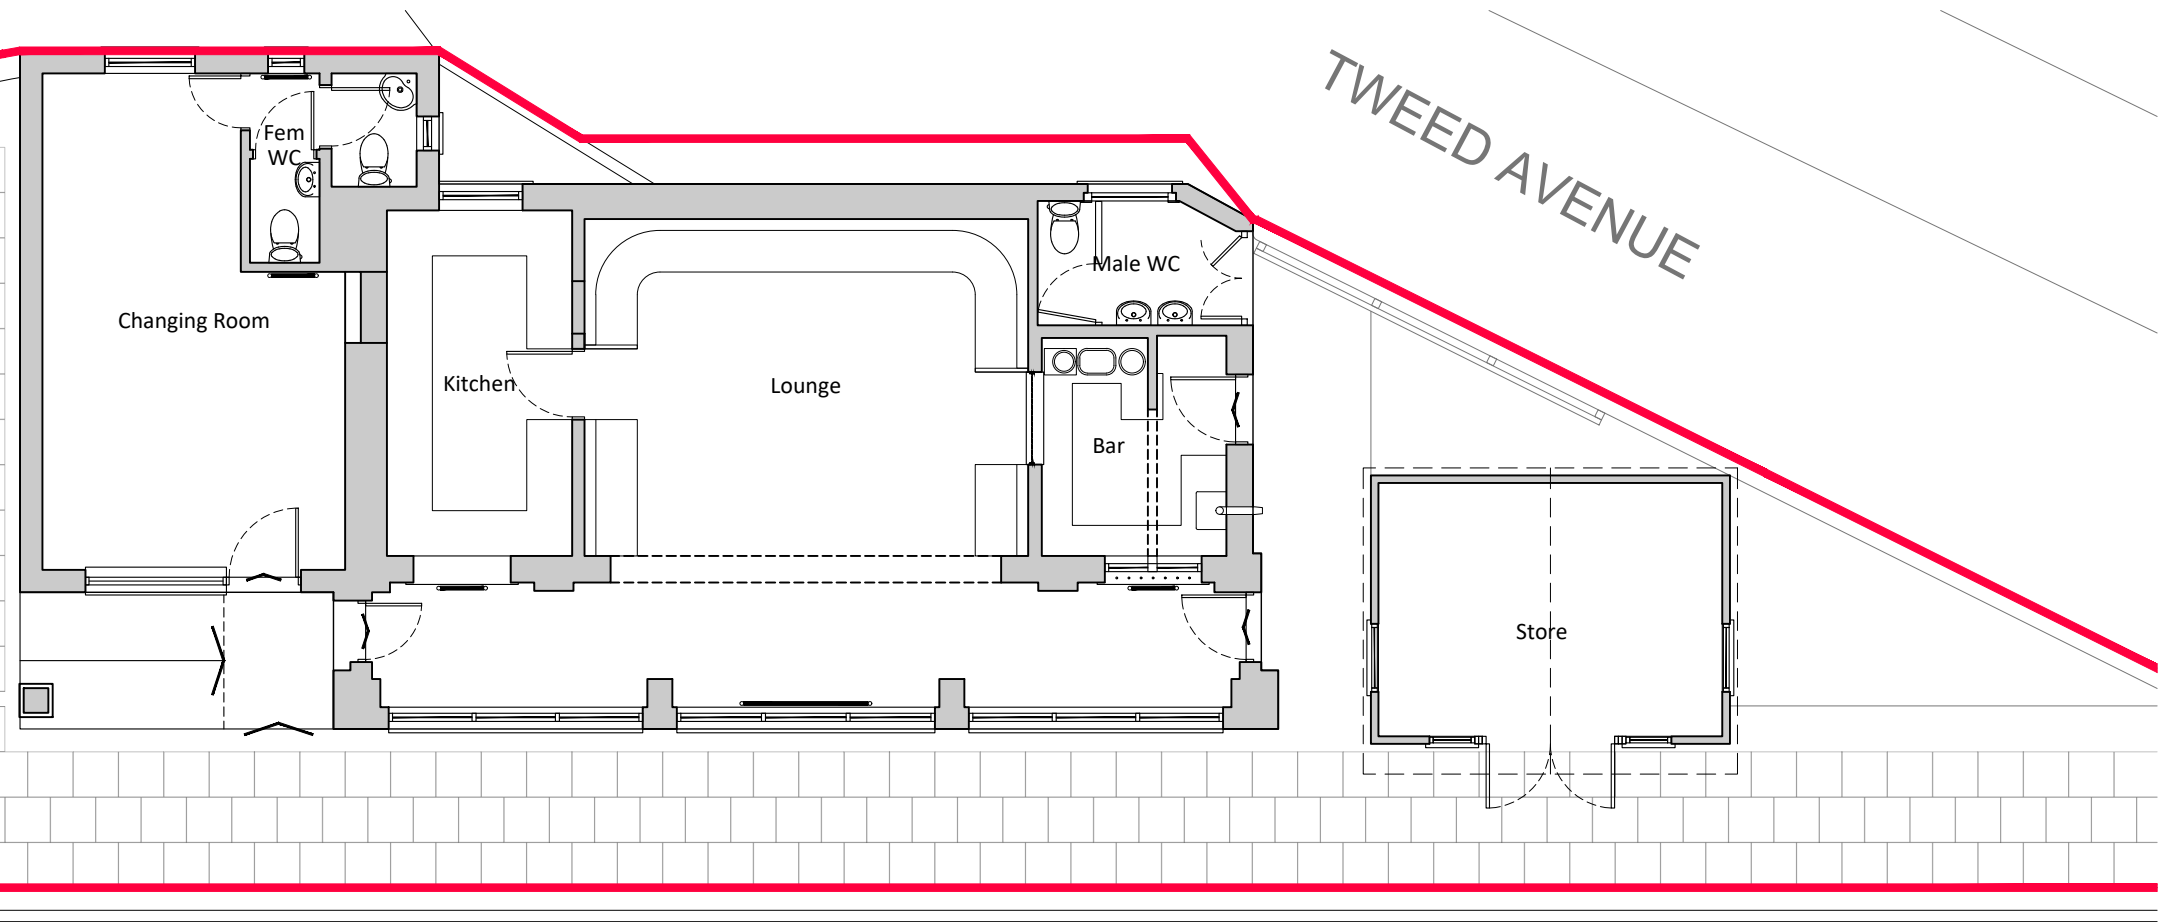 TWEED AVENUE
Fem
WC
Male WC
Changing Room
Kitchen
Lounge
Bar
Store